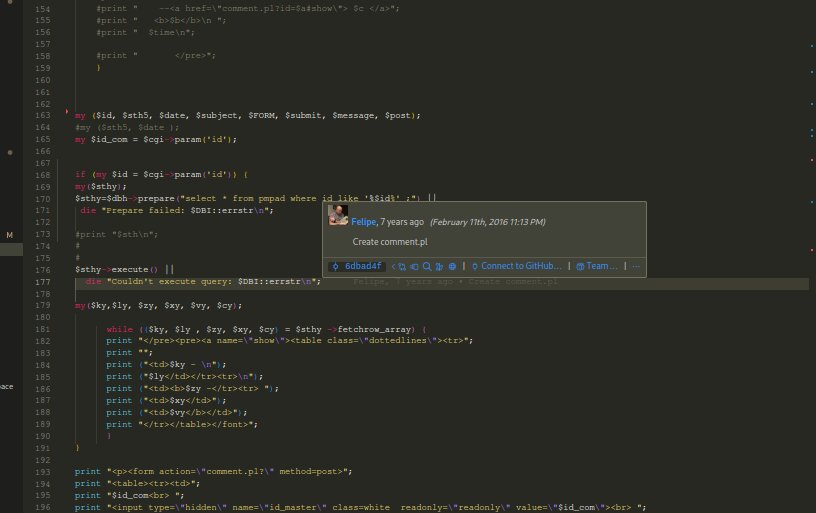 154 #print "    --<a href=\"comment.pl?id=$a#show\"> $c </a>";
155 #print "   <b>$b</b>\n ";
156 #print "  $time\n";
157
158 #print "       </pre>";
159 }
160
161
162
163 my ($id, $sth5, $date, $subject, $FORM, $submit, $message, $post);
164 #my ($sth5, $date );
165 my $id_com = $cgi->param('id');
166
167
168 if (my $id = $cgi->param('id')) {
169 my($sthy);
170 $sthy=$dbh->prepare("select * from pmpad where id like '%$id%' ;") ||
171 die "Prepare failed: $DBI::errstr\n";
172
173 #print "$sth\n";
174 #
175 #
176 $sthy->execute() ||
177 die "Couldn't execute query: $DBI::errstr\n"; Felipe, 7 years ago • Create comment.pl
178
179 my($ky,$ly, $zy, $xy, $vy, $cy);
180
181 while (($ky, $ly , $zy, $xy, $cy) = $sthy ->fetchrow_array) {
182 print "</pre><pre><a name=\"show\"><table class=\"dottedlines\"><tr>";
183 print "";
184 print ("<td>$ky - \n");
185 print ("$ly</td></tr><tr>\n");
186 print ("<td><b>$zy -</tr><tr> ");
187 print ("<td>$xy</td>");
188 print ("<td>$vy</b></td>");
189 print "</tr></table></font>";
190 }
191 }
192
193 print "<p><form action=\"comment.pl?\" method=post>";
194 print "<table><tr><td>";
195 print "$id_com<br> ";
196 print "<input type=\"hidden\" name=\"id_master\" class=white  readonly=\"readonly\" value=\"$id_com\"><br> ";
Felipe, 7 years ago (February 11th, 2016 11:13 PM)
Create comment.pl
6dbad4f | Connect to GitHub... | Team... | ...
M
pace